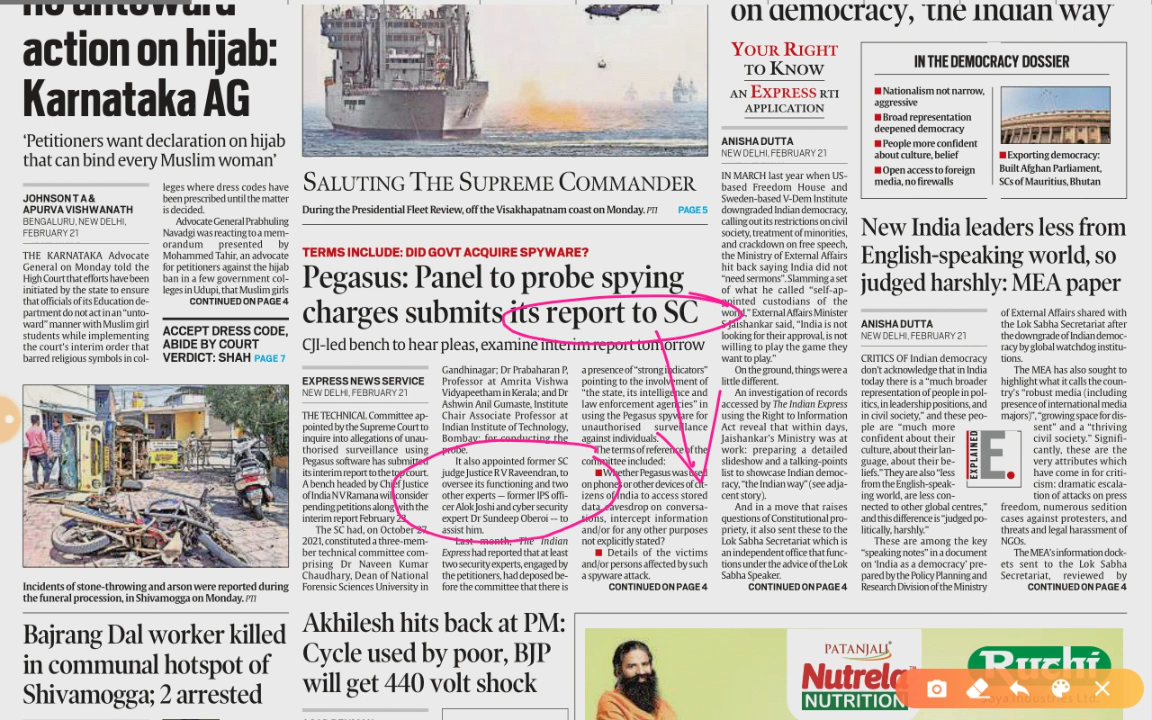 no untoward
action on hijab:
Karnataka AG
‘Petitioners want declaration on hijab
that can bind every Muslim woman’
JOHNSON T A &
APURVA VISHWANATH
BENGALURU, NEW DELHI,
FEBRUARY 21
THE KARNATAKA Advocate
General on Monday told the
High Court that efforts have been
initiated by the state to ensure
that officials of its Education de-
partment do not act in an “unto-
ward” manner with Muslim girl
students while implementing
the court's interim order that
barred religious symbols in col-
leges where dress codes have
been prescribed until the matter
is decided.
Advocate General Prabhuling
Navadgi was reacting to a mem-
orandum presented by
Mohammed Tahir, an advocate
for petitioners against the hijab
ban in a few government col-
leges in Udupi, that Muslim girls
CONTINUED ON PAGE 4
ACCEPT DRESS CODE,
ABIDE BY COURT
VERDICT: SHAH PAGE 7
Incidents of stone-throwing and arson were reported during
the funeral procession, in Shivamogga on Monday. PTI
Bajrang Dal worker killed
in communal hotspot of
Shivamogga; 2 arrested
SALUTING THE SUPREME COMMANDER
During the Presidential Fleet Review, off the Visakhapatnam coast on Monday. PTI PAGE 5
TERMS INCLUDE: DID GOVT ACQUIRE SPYWARE?
Pegasus: Panel to probe spying
charges submits its report to SC
CJI-led bench to hear pleas, examine interim report tomorrow
EXPRESS NEWS SERVICE
NEW DELHI, FEBRUARY 21
THE TECHNICAL Committee ap-
pointed by the Supreme Court to
inquire into allegations of unau-
thorised surveillance using
Pegasus software has submitted
its interim report to the top court.
A bench headed by Chief Justice
of India N V Ramana will consider
pending petitions along with the
interim report February 23.
The SC had, on October 27,
2021, constituted a three-mem-
ber technical committee com-
prising Dr Naveen Kumar
Chaudhary, Dean of National
Forensic Sciences University in
Gandhinagar; Dr Prabaharan P,
Professor at Amrita Vishwa
Vidyapeetham in Kerala; and Dr
Ashwin Anil Gumaste, Institute
Chair Associate Professor at
Indian Institute of Technology,
Bombay: for conducting the
probe.
It also appointed former SC
judge Justice R V Raveendran, to
oversee its functioning and two
other experts — former IPS offi-
cer Alok Joshi and cyber security
expert Dr Sundeep Oberoi — to
assist him.
Last month, The Indian
Express had reported that at least
two security experts, engaged by
the petitioners, had deposed be-
fore the committee that there is
a presence of “strong indicators”
pointing to the involvement of
“the state, its intelligence and
law enforcement agencies” in
using the Pegasus spyware for
unauthorised surveillance
against individuals.
The terms of reference of the
committee included:
Whether Pegasus was used
on phones or other devices of cit-
izens of India to access stored
data, eavesdrop on conversa-
tions, intercept information
and/or for any other purposes
not explicitly stated?
Details of the victims
and/or persons affected by such
a spyware attack.
CONTINUED ON PAGE 4
Akhilesh hits back at PM:
Cycle used by poor, BJP
will get 440 volt shock
on democracy, ‘the Indian way’
YOUR RIGHT
TO KNOW
AN EXPRESS RTI
APPLICATION
ANISHA DUTTA
NEW DELHI, FEBRUARY 21
IN MARCH last year when US-
based Freedom House and
Sweden-based V-Dem Institute
downgraded Indian democracy,
calling out its restrictions on civil
society, treatment of minorities,
and crackdown on free speech,
the Ministry of External Affairs
hit back saying India did not
“need sermons”. Slamming a set
of what he called “self-ap-
pointed custodians of the
world,” External Affairs Minister
S Jaishankar said, “India is not
looking for their approval, is not
willing to play the game they
want to play.”
On the ground, things were a
little different.
An investigation of records
accessed by The Indian Express
using the Right to Information
Act reveal that within days,
Jaishankar's Ministry was at
work: preparing a detailed
slideshow and a talking-points
list to showcase Indian democ-
racy, “the Indian way” (see adja-
cent story).
And in a move that raises
questions of Constitutional pro-
priety, it also sent these to the
Lok Sabha Secretariat which is
an independent office that func-
tions under the advice of the Lok
Sabha Speaker.
CONTINUED ON PAGE 4
IN THE DEMOCRACY DOSSIER
Nationalism not narrow,
aggressive
Broad representation
deepened democracy
People more confident
about culture, belief
Open access to foreign
media, no firewalls
Exporting democracy:
Built Afghan Parliament,
SCs of Mauritius, Bhutan
New India leaders less from
English-speaking world, so
judged harshly: MEA paper
ANISHA DUTTA
NEW DELHI, FEBRUARY 21
CRITICS OF Indian democracy
don't acknowledge that in India
today there is a “much broader
representation of people in pol-
itics, in leadership positions, and
in civil society,” and these peo-
ple are “much more
confident about their
culture, about their lan-
guage, about their be-
liefs.” They are also “less
from the English-speak-
ing world, are less con-
nected to other global centres,”
and this difference is “judged po-
litically, harshly.”
These are among the key
“speaking notes” in a document
on ‘India as a democracy’ pre-
pared by the Policy Planning and
Research Division of the Ministry
of External Affairs shared with
the Lok Sabha Secretariat after
the downgrade of Indian democ-
racy by global watchdog institu-
tions.
The MEA has also sought to
highlight what it calls the coun-
try's “robust media (including
presence of international media
majors)”, “growing space for dis-
sent” and a “thriving
civil society.” Signifi-
cantly, these are the
very attributes which
have come in for criti-
cism: dramatic escala-
tion of attacks on press
freedom, numerous sedition
cases against protests, and
threats and legal harassment of
NGOs.
The MEA's information dock-
ets sent to the Lok Sabha
Secretariat, reviewed by
CONTINUED ON PAGE 4
EXPLAINED
E.
PATANJALI
Nutrela
NUTRITION
Ruchi
Soya Industries Ltd.